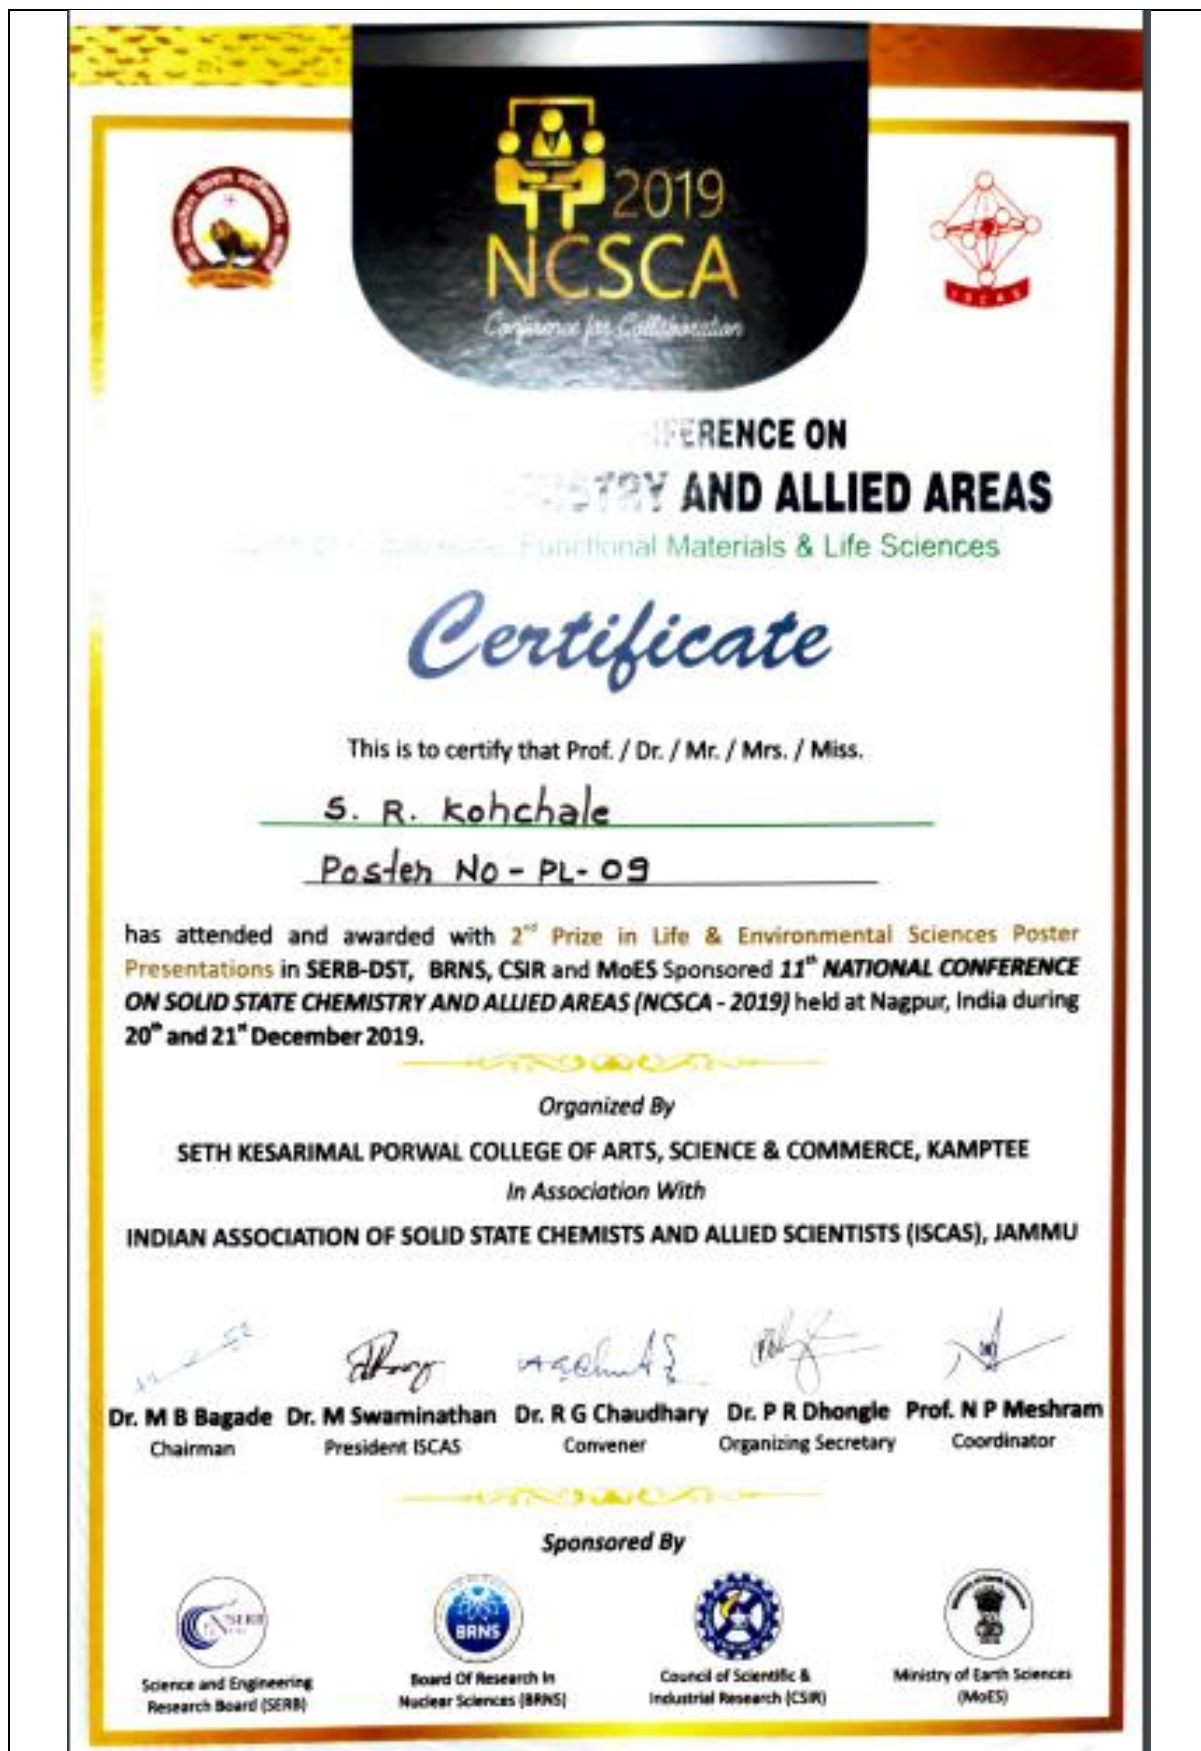 2019
NCSCA
Conference for Collaboration
ISCAS
CONFERENCE ON
AND ALLIED AREAS
Functional Materials & Life Sciences
Certificate
This is to certify that Prof. / Dr. / Mr. / Mrs. / Miss.
S. R. Kohchale
Poster No - PL - 09
has attended and awarded with 2nd Prize in Life & Environmental Sciences Poster
Presentations in SERB-DST, BRNS, CSIR and MoES Sponsored 11th NATIONAL CONFERENCE
ON SOLID STATE CHEMISTRY AND ALLIED AREAS (NCSCA - 2019) held at Nagpur, India during
20th and 21st December 2019.
Organized By
SETH KESARIMAL PORWAL COLLEGE OF ARTS, SCIENCE & COMMERCE, KAMPTEE
In Association With
INDIAN ASSOCIATION OF SOLID STATE CHEMISTS AND ALLIED SCIENTISTS (ISCAS), JAMMU
Dr. M B Bagade Dr. M Swaminathan Dr. R G Chaudhary Dr. P R Dhongle Prof. N P Meshram
Chairman President ISCAS Convener Organizing Secretary Coordinator
Sponsored By
SERB
BRNS
Science and Engineering Board Of Research In Council of Scientific & Ministry of Earth Sciences
Research Board (SERB) Nuclear Sciences (BRNS) Industrial Research (CSIR) (MoES)